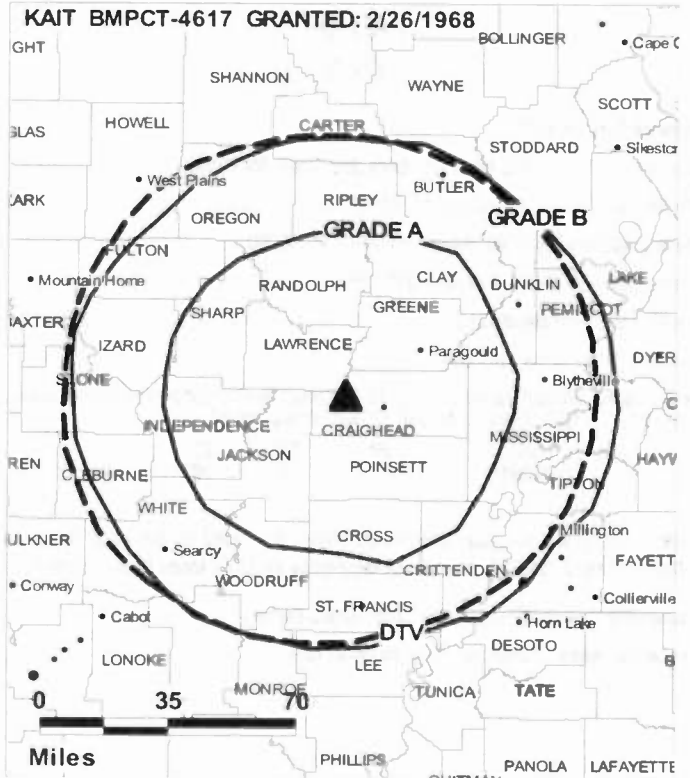 KAIT BMPCT-4617 GRANTED: 2/26/1968
BOLLINGER
GHT
Cape C
SHANNON
WAYNE
SCOTT
GLAS
HOWELL
CARTER
STODDARD
Sikeston
West Plains
BUTLER
ARK
RIPLEY
OREGON
GRADE B
GRADE A
FULTON
Mountain Home
CLAY
LAKE
RANDOLPH
DUNKLIN
GREENE
PEMISCOT
SHARP
BAXTER
IZARD
LAWRENCE
Paragould
DYER
STONE
Blytheville
INDEPENDENCE
CRAIGHEAD
MISSISSIPPI
JACKSON
HAYW
REN
POINSETT
CLEBURNE
TIPTON
WHITE
Millington
CROSS
ULKNER
Searcy
FAYETT
CRITTENDEN
WOODRUFF
Conway
Collierville
ST. FRANCIS
Cabot
Horn Lake
DTV
DESOTO
LONOKE
LEE
MONROE
TUNICA
TATE
0 35 70
Miles
PHILLIPS
PANOLA
LAFAYETTE